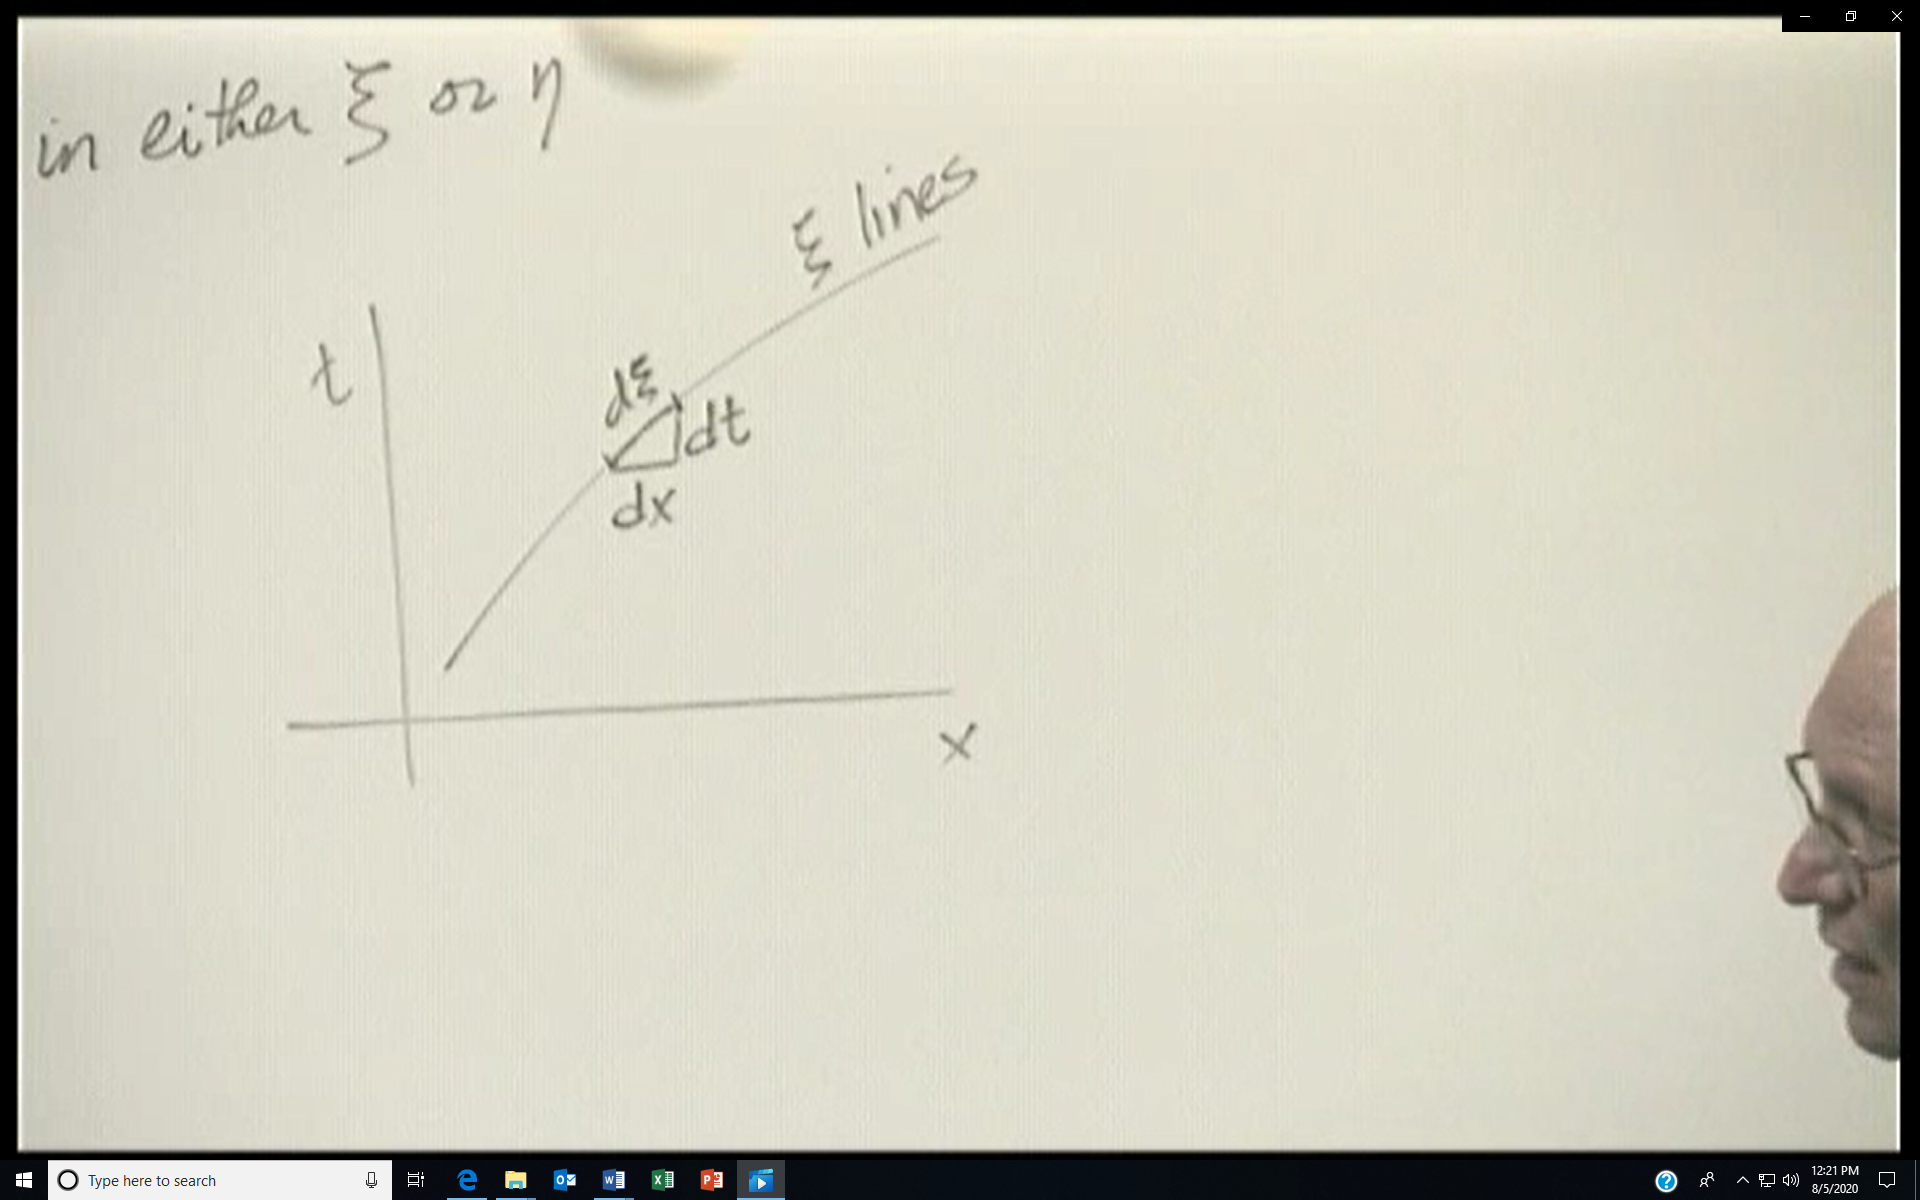 in either ξ or η
ξ lines
t
dξ
dt
dx
x
Type here to search
12:21 PM
8/5/2020